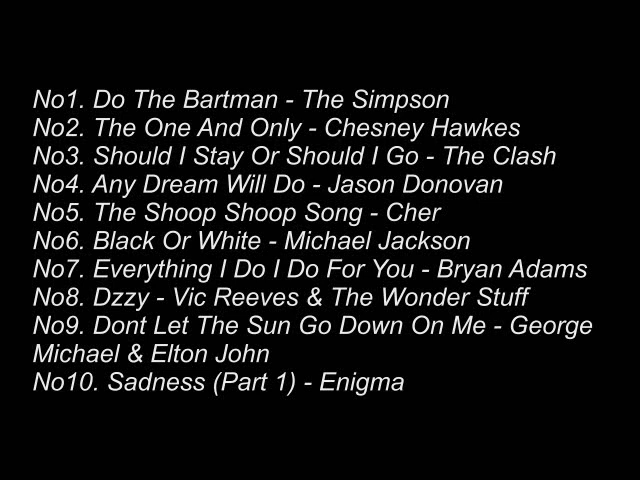 No1. Do The Bartman - The Simpson
No2. The One And Only - Chesney Hawkes
No3. Should I Stay Or Should I Go - The Clash
No4. Any Dream Will Do - Jason Donovan
No5. The Shoop Shoop Song - Cher
No6. Black Or White - Michael Jackson
No7. Everything I Do I Do For You - Bryan Adams
No8. Dzzy - Vic Reeves & The Wonder Stuff
No9. Dont Let The Sun Go Down On Me - George
Michael & Elton John
No10. Sadness (Part 1) - Enigma